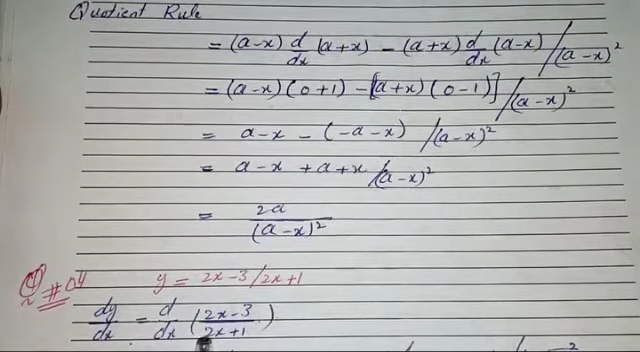 Quotient Rule
= (a-x) d/dx (a+x) - (a+x) d/dx (a-x) /(a-x)²
= (a-x) (0+1) - [(a+x) (0-1)] /(a-x)²
= a-x - (-a-x) /(a-x)²
= a-x + a+x /(a-x)²
= 2a/(a-x)²
Q #04 y = 2x-3/2x+1
dy/dx = d/dx (2x-3/2x+1)